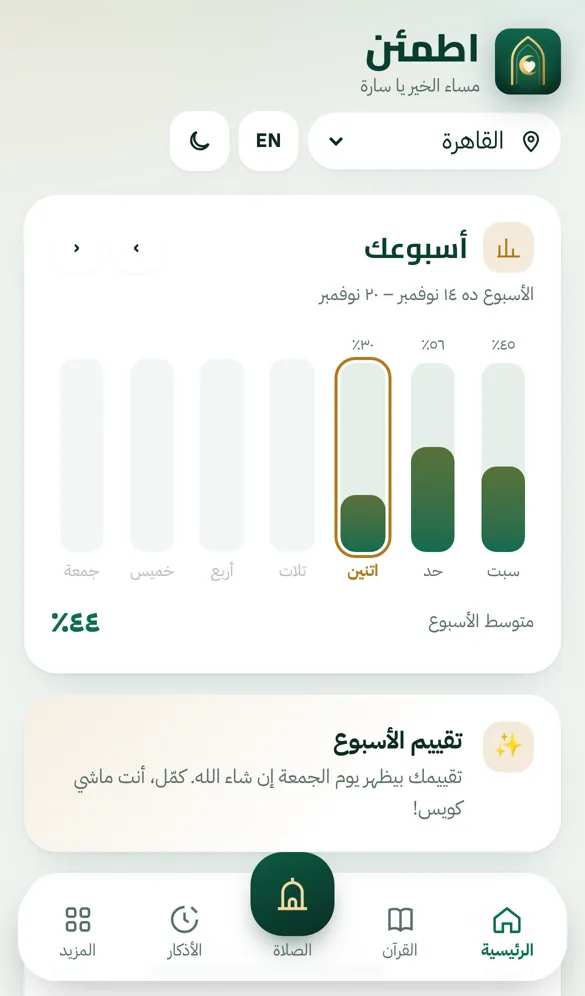 اطمئن
مساء الخير يا سارة
القاهرة
EN
أسبوعك
الأسبوع ده ١٤ نوفمبر – ٢٠ نوفمبر
٤٥٪ ٥٦٪ ٣٠٪
سبت حد اتنين تلات أربع خميس جمعة
متوسط الأسبوع ٤٤٪
تقييم الأسبوع
تقييمك بيظهر يوم الجمعة إن شاء الله. كمّل، أنت ماشي
كويس!
الرئيسية القرآن الصلاة الأذكار المزيد